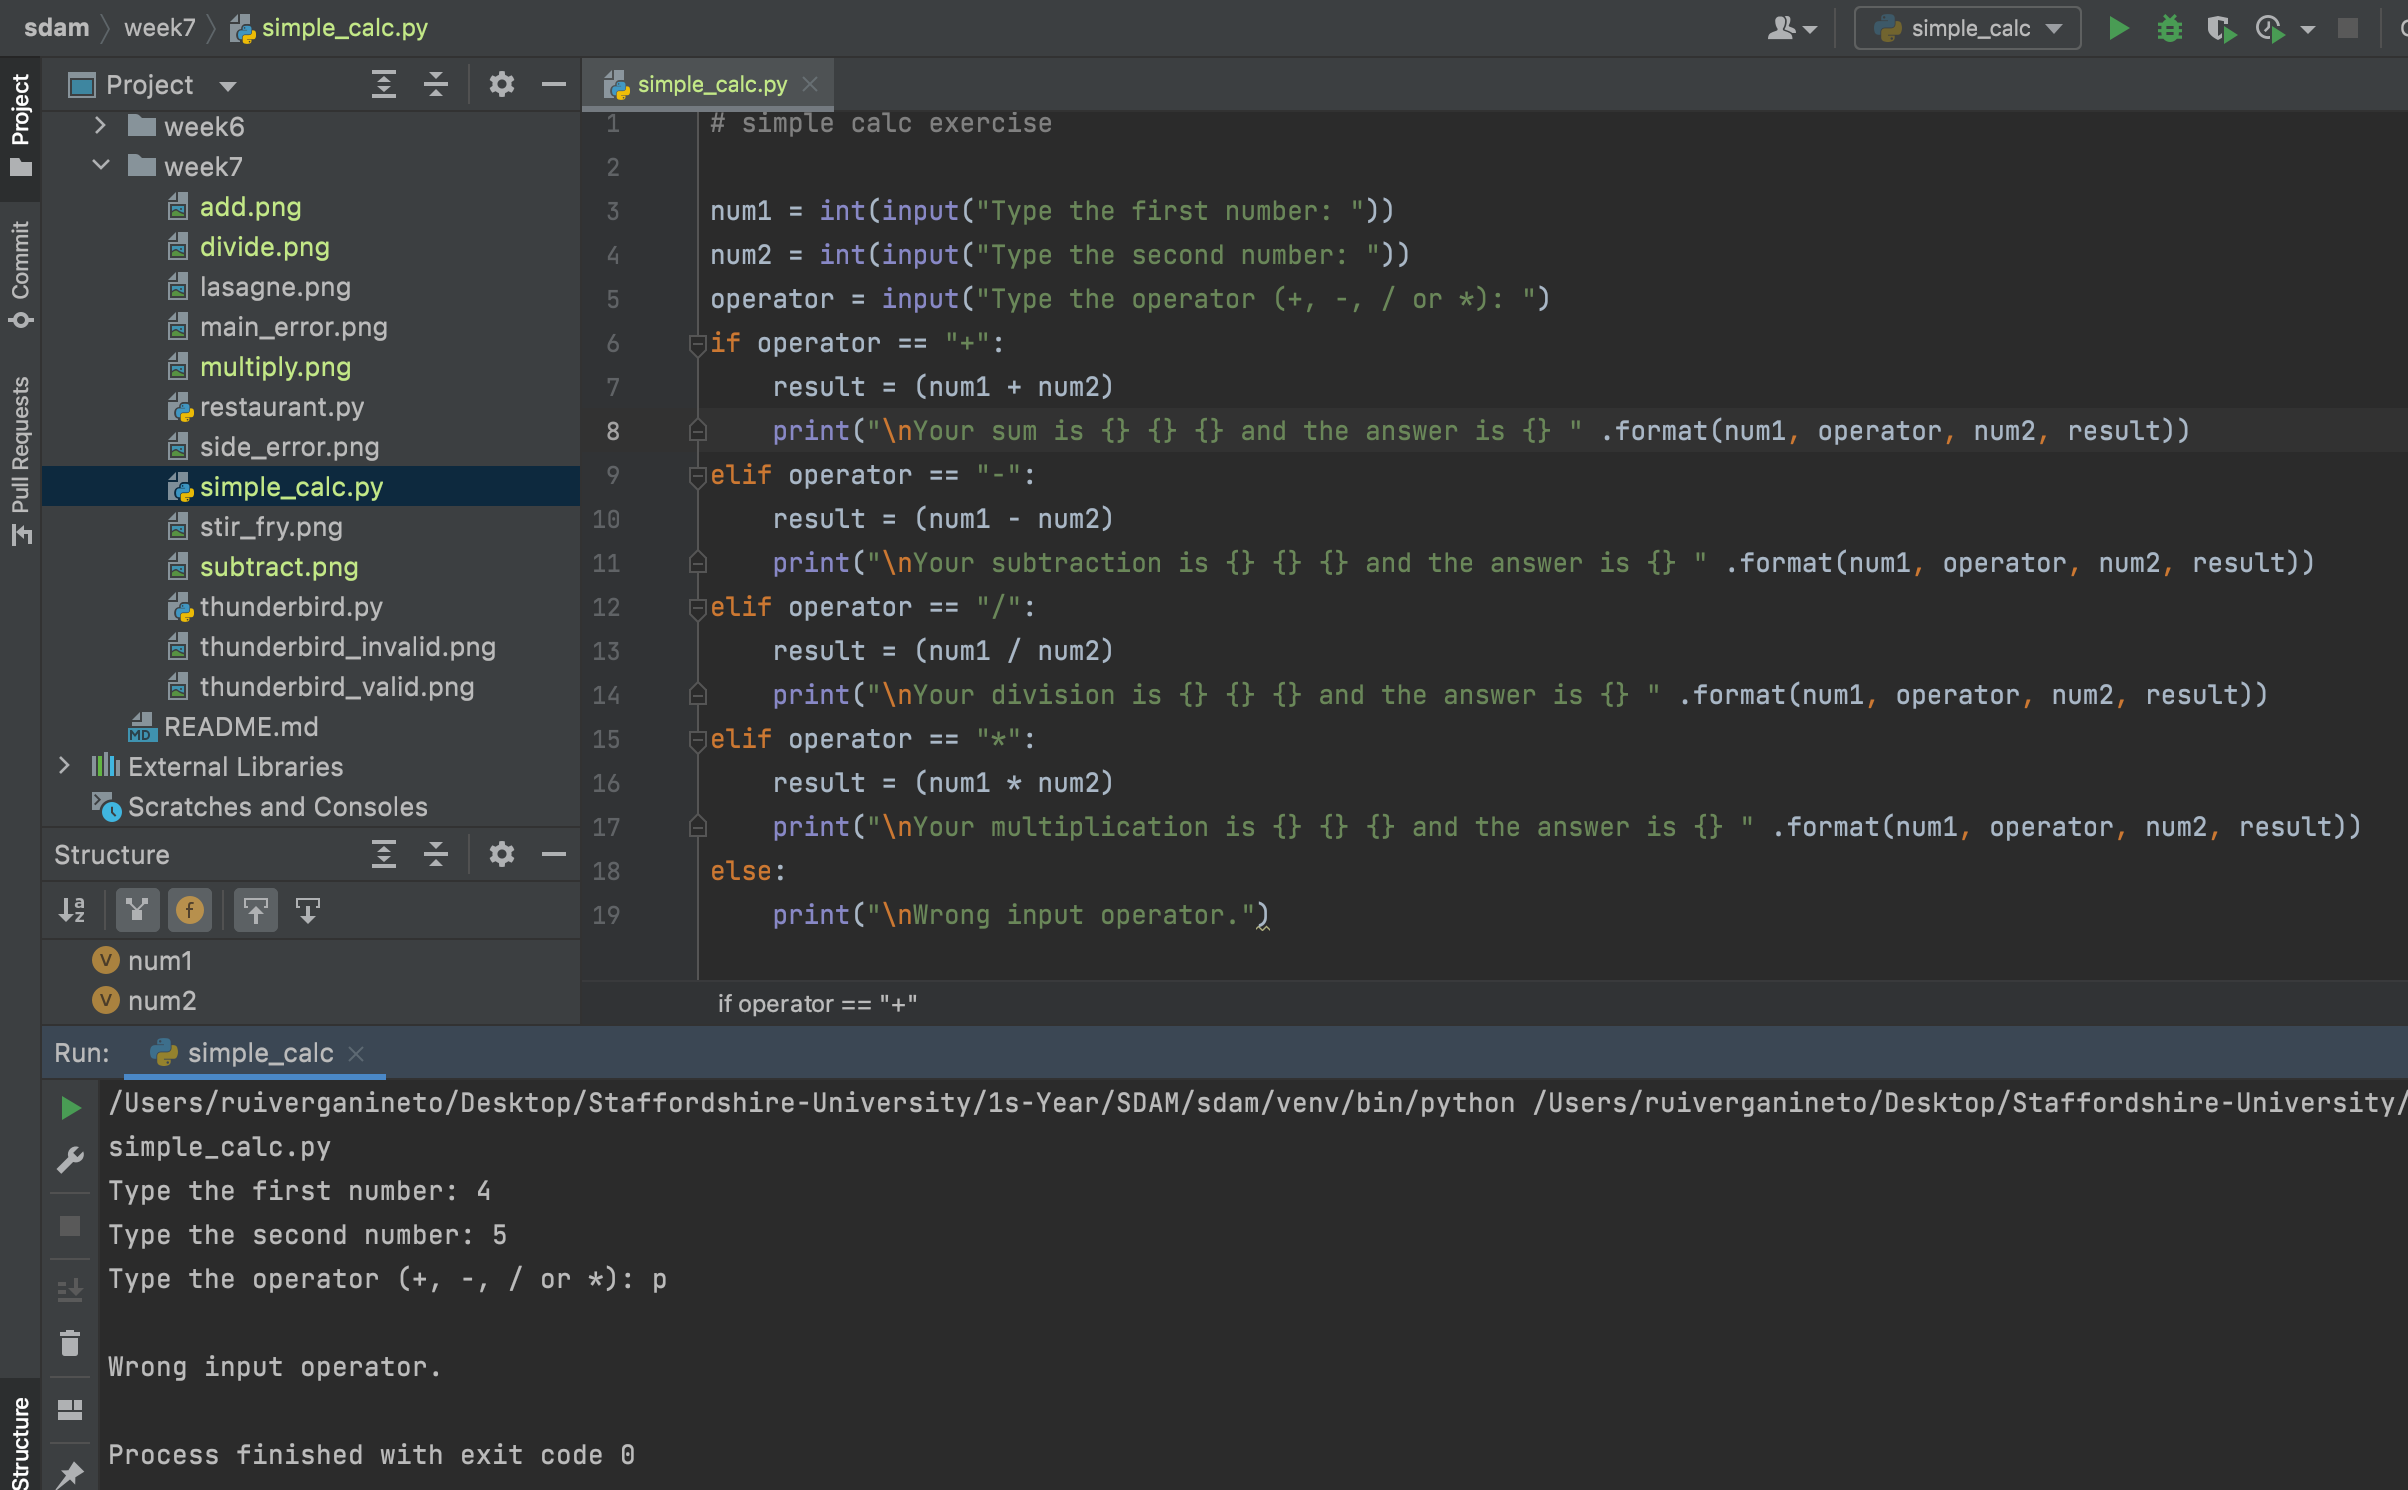 sdam week7 simple_calc.py
simple_calc
Project
simple_calc.py
Project
Commit
Pull Requests
Structure
week6
week7
add.png
divide.png
lasagne.png
main_error.png
multiply.png
restaurant.py
side_error.png
simple_calc.py
stir_fry.png
subtract.png
thunderbird.py
thunderbird_invalid.png
thunderbird_valid.png
MD README.md
External Libraries
Scratches and Consoles
Structure
num1
num2
1 # simple calc exercise
2
3 num1 = int(input("Type the first number: "))
4 num2 = int(input("Type the second number: "))
5 operator = input("Type the operator (+, -, / or *): ")
6 if operator == "+":
7     result = (num1 + num2)
8     print("\nYour sum is {} {} {} and the answer is {} " .format(num1, operator, num2, result))
9 elif operator == "-":
10     result = (num1 - num2)
11     print("\nYour subtraction is {} {} {} and the answer is {} " .format(num1, operator, num2, result))
12 elif operator == "/":
13     result = (num1 / num2)
14     print("\nYour division is {} {} {} and the answer is {} " .format(num1, operator, num2, result))
15 elif operator == "*":
16     result = (num1 * num2)
17     print("\nYour multiplication is {} {} {} and the answer is {} " .format(num1, operator, num2, result))
18 else:
19     print("\nWrong input operator.")
if operator == "+"
Run: simple_calc
/Users/ruiverganineto/Desktop/Staffordshire-University/1s-Year/SDAM/sdam/venv/bin/python /Users/ruiverganineto/Desktop/Staffordshire-University/
simple_calc.py
Type the first number: 4
Type the second number: 5
Type the operator (+, -, / or *): p
Wrong input operator.
Process finished with exit code 0